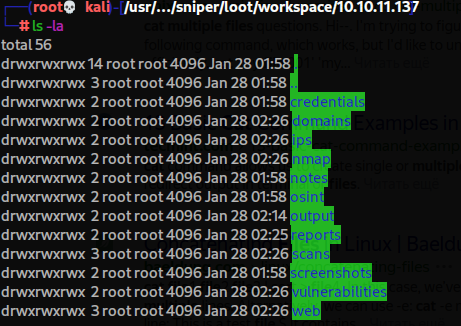 (root💀 kali)-[/usr/…/sniper/loot/workspace/10.10.11.137
# ls -la
total 56
drwxrwxrwx 14 root root 4096 Jan 28 01:58 .
drwxrwxrwx 3 root root 4096 Jan 28 01:58 ..
drwxrwxrwx 2 root root 4096 Jan 28 01:58 credentials
drwxrwxrwx 2 root root 4096 Jan 28 02:26 domains
drwxrwxrwx 2 root root 4096 Jan 28 02:26 ips
drwxrwxrwx 2 root root 4096 Jan 28 02:26 nmap
drwxrwxrwx 2 root root 4096 Jan 28 01:58 notes
drwxrwxrwx 2 root root 4096 Jan 28 01:58 osint
drwxrwxrwx 2 root root 4096 Jan 28 02:14 output
drwxrwxrwx 2 root root 4096 Jan 28 02:25 reports
drwxrwxrwx 3 root root 4096 Jan 28 02:26 scans
drwxrwxrwx 2 root root 4096 Jan 28 01:58 screenshots
drwxrwxrwx 2 root root 4096 Jan 28 02:26 vulnerabilities
drwxrwxrwx 3 root root 4096 Jan 28 02:26 web